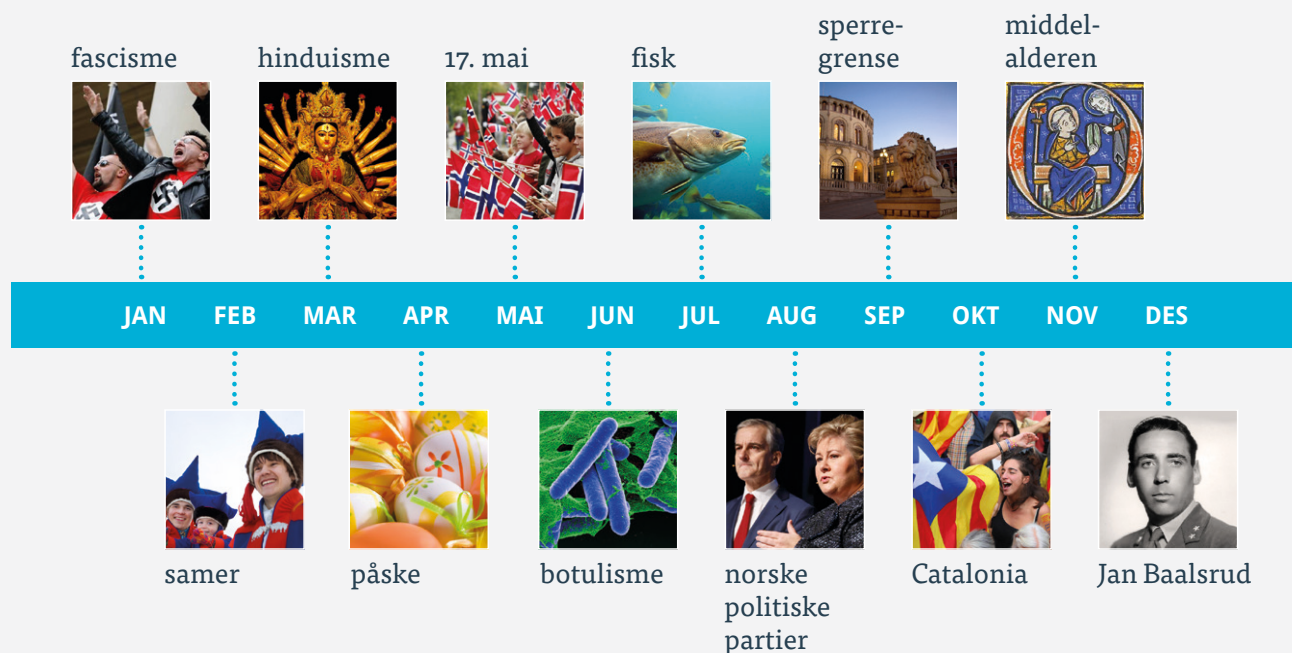 fascisme
hinduisme
17. mai
fisk
sperre-
grense
middel-
alderen
JAN FEB MAR APR MAI JUN JUL AUG SEP OKT NOV DES
samer
påske
botulisme
norske
politiske
partier
Catalonia
Jan Baalsrud